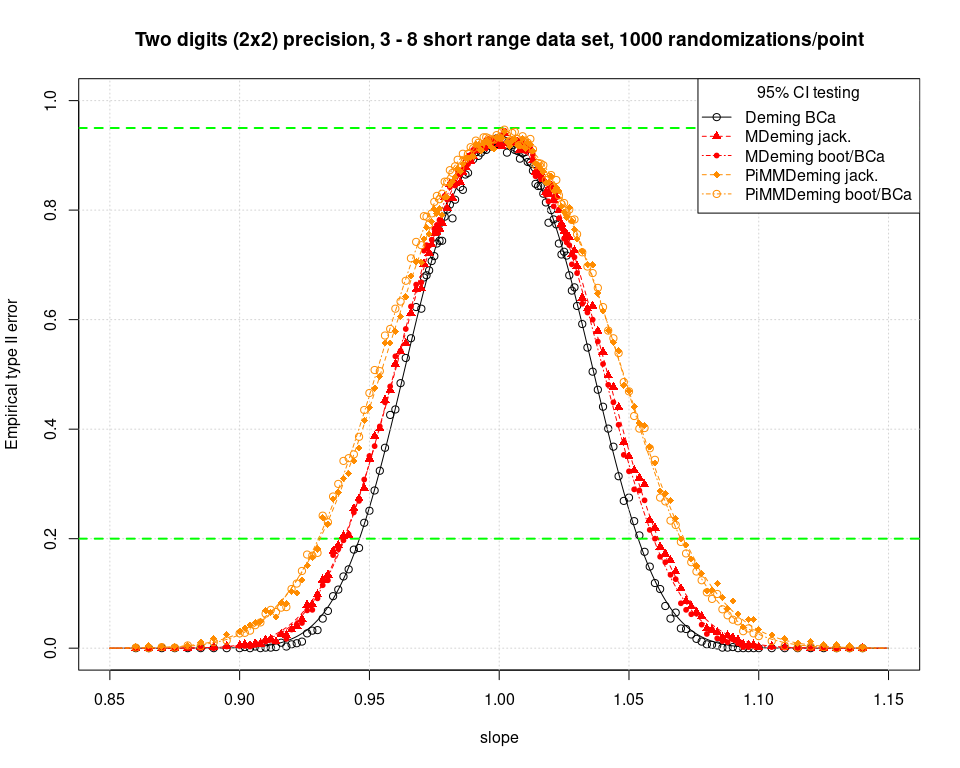 Two digits (2x2) precision, 3 - 8 short range data set, 1000 randomizations/point
95% CI testing
Deming BCa
MDeming jack.
MDeming boot/BCa
PiMMDeming jack.
PiMMDeming boot/BCa
Empirical type II error
1.0
0.8
0.6
0.4
0.2
0.0
0.85
0.90
0.95
1.00
1.05
1.10
1.15
slope